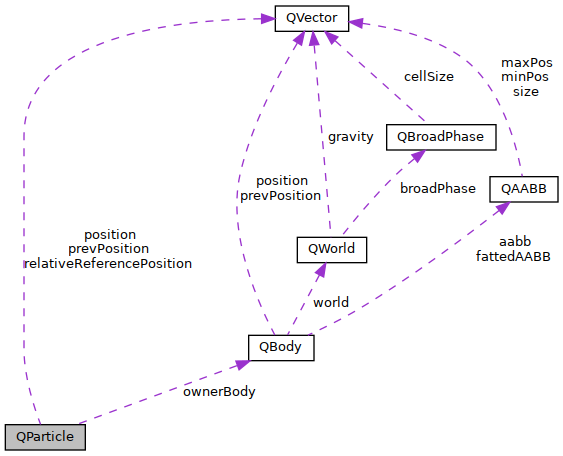 QVector
maxPos
minPos
size
cellSize
QBroadPhase
gravity
position
prevPosition
broadPhase
QAABB
position
prevPosition
relativeReferencePosition
QWorld
aabb
fattedAABB
world
QBody
ownerBody
QParticle